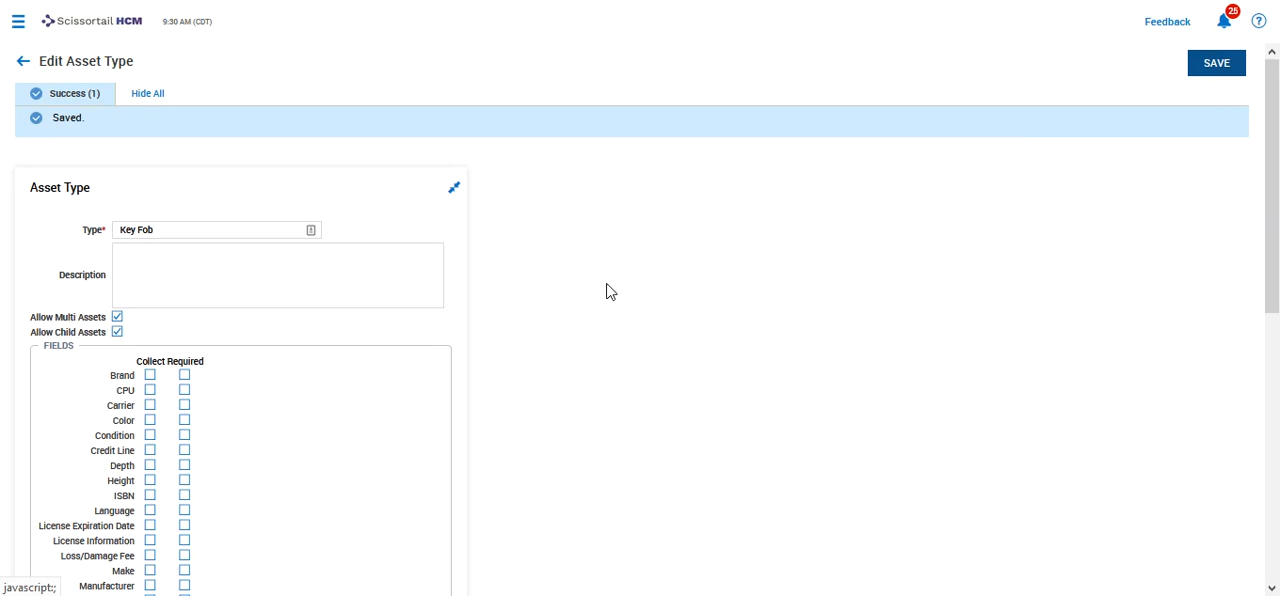 Scissortail HCM 9:30 AM (CDT) Feedback 25 ?
Edit Asset Type SAVE
Success (1) Hide All
Saved.
Asset Type
Type* Key Fob
Description
Allow Multi Assets
Allow Child Assets
FIELDS
Collect Required
Brand
CPU
Carrier
Color
Condition
Credit Line
Depth
Height
ISBN
Language
License Expiration Date
License Information
Loss/Damage Fee
Make
Manufacturer
javascript:;